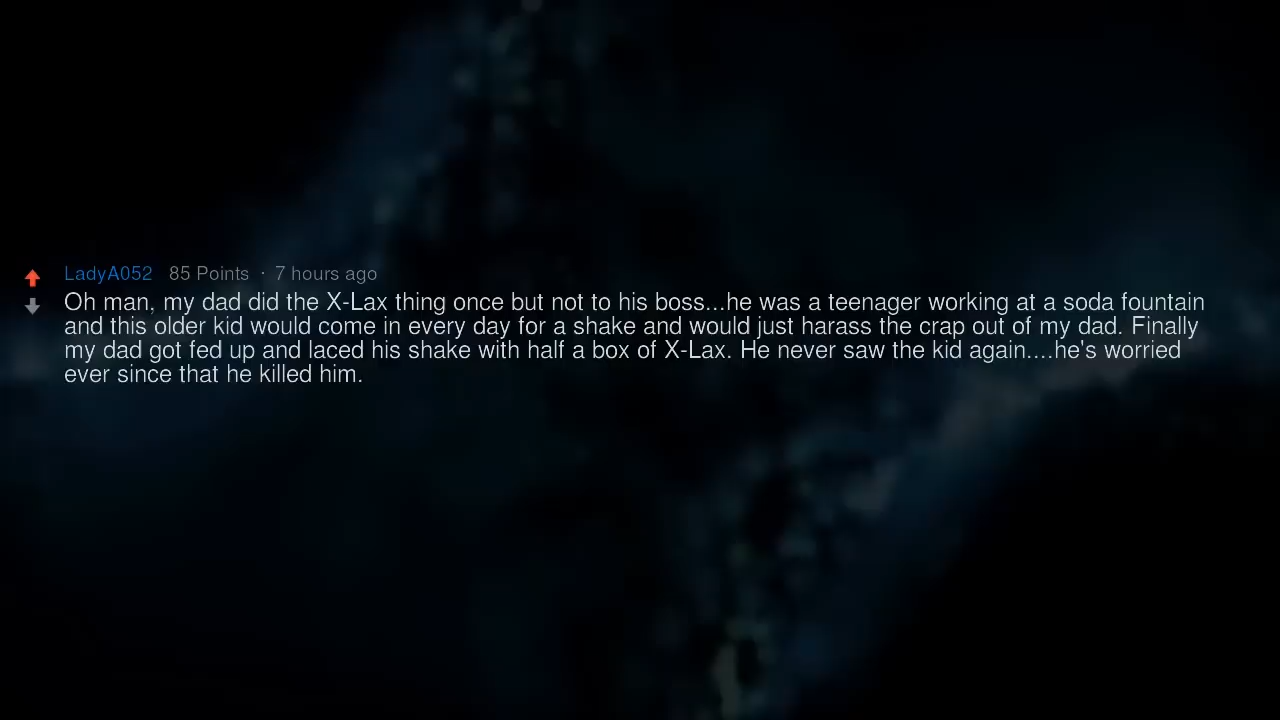 LadyA052 85 Points · 7 hours ago
Oh man, my dad did the X-Lax thing once but not to his boss...he was a teenager working at a soda fountain
and this older kid would come in every day for a shake and would just harass the crap out of my dad. Finally
my dad got fed up and laced his shake with half a box of X-Lax. He never saw the kid again....he's worried
ever since that he killed him.